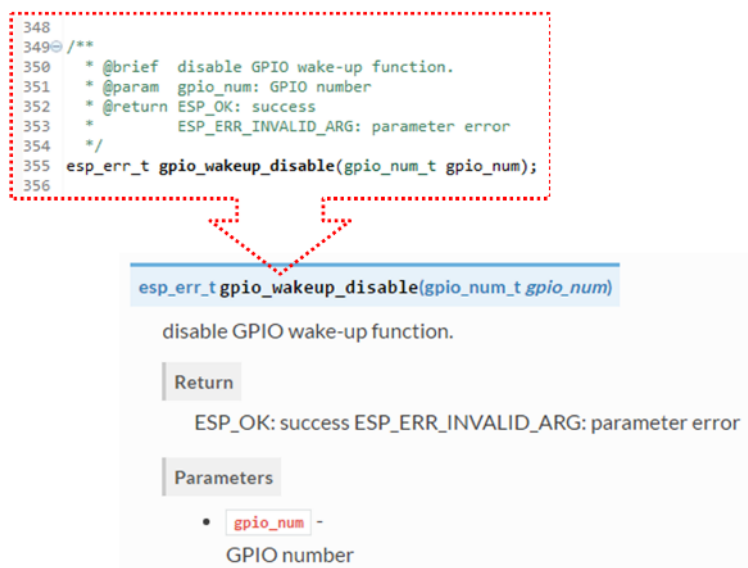 348
349 /**
350 * @brief disable GPIO wake-up function.
351 * @param gpio_num: GPIO number
352 * @return ESP_OK: success
353 * ESP_ERR_INVALID_ARG: parameter error
354 */
355 esp_err_t gpio_wakeup_disable(gpio_num_t gpio_num);
356
esp_err_t gpio_wakeup_disable(gpio_num_t gpio_num)
disable GPIO wake-up function.
Return
ESP_OK: success ESP_ERR_INVALID_ARG: parameter error
Parameters
• gpio_num -
GPIO number